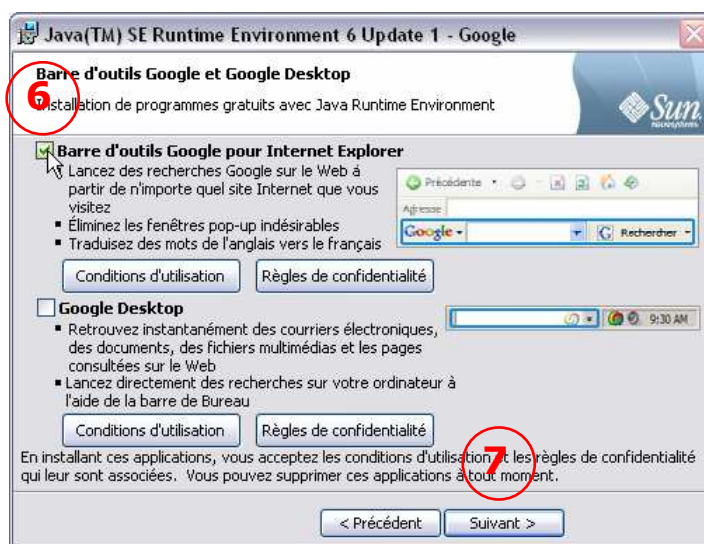 Java(TM) SE Runtime Environment 6 Update 1 - Google
Barre d'outils Google et Google Desktop
6
Installation de programmes gratuits avec Java Runtime Environment
Sun
microsystems
Barre d'outils Google pour Internet Explorer
Lancez des recherches Google sur le Web à
partir de n'importe quel site Internet que vous
visitez
Éliminez les fenêtres pop-up indésirables
Traduisez des mots de l'anglais vers le français
Précédente
Adresse
Google
G Rechercher
Conditions d'utilisation
Règles de confidentialité
Google Desktop
Retrouvez instantanément des courriers électroniques,
des documents, des fichiers multimédias et les pages
consultées sur le Web
Lancez directement des recherches sur votre ordinateur à
l'aide de la barre de Bureau
9:30 AM
Conditions d'utilisation
Règles de confidentialité
7
En installant ces applications, vous acceptez les conditions d'utilisation et les règles de confidentialité
qui leur sont associées. Vous pouvez supprimer ces applications à tout moment.
< Précédent
Suivant >